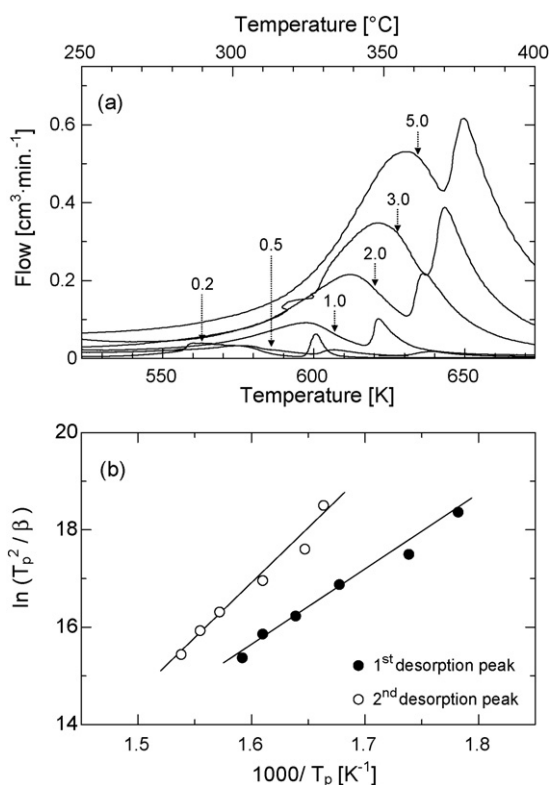 Temperature [°C]
250 300 350 400
(a)
5.0
0.6
3.0
Flow [cm³·min.⁻¹]
0.4
0.5
2.0
0.2
0.2
1.0
0
550 600 650
Temperature [K]
20
(b)
18
ln (Tₚ² / β)
16
1ˢᵗ desorption peak
2ⁿᵈ desorption peak
14
1.5 1.6 1.7 1.8
1000/ Tₚ [K⁻¹]